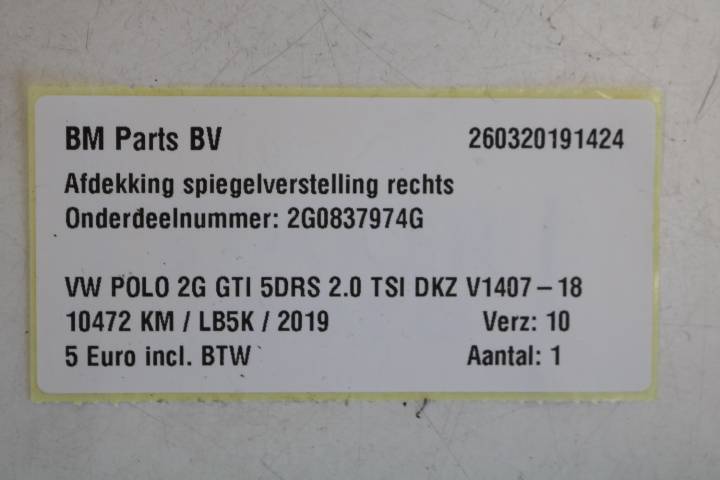 BM Parts BV 260320191424
Afdekking spiegelverstelling rechts
Onderdeelnummer: 2G0837974G
VW POLO 2G GTI 5DRS 2.0 TSI DKZ V1407-18
10472 KM / LB5K / 2019 Verz: 10
5 Euro incl. BTW Aantal: 1